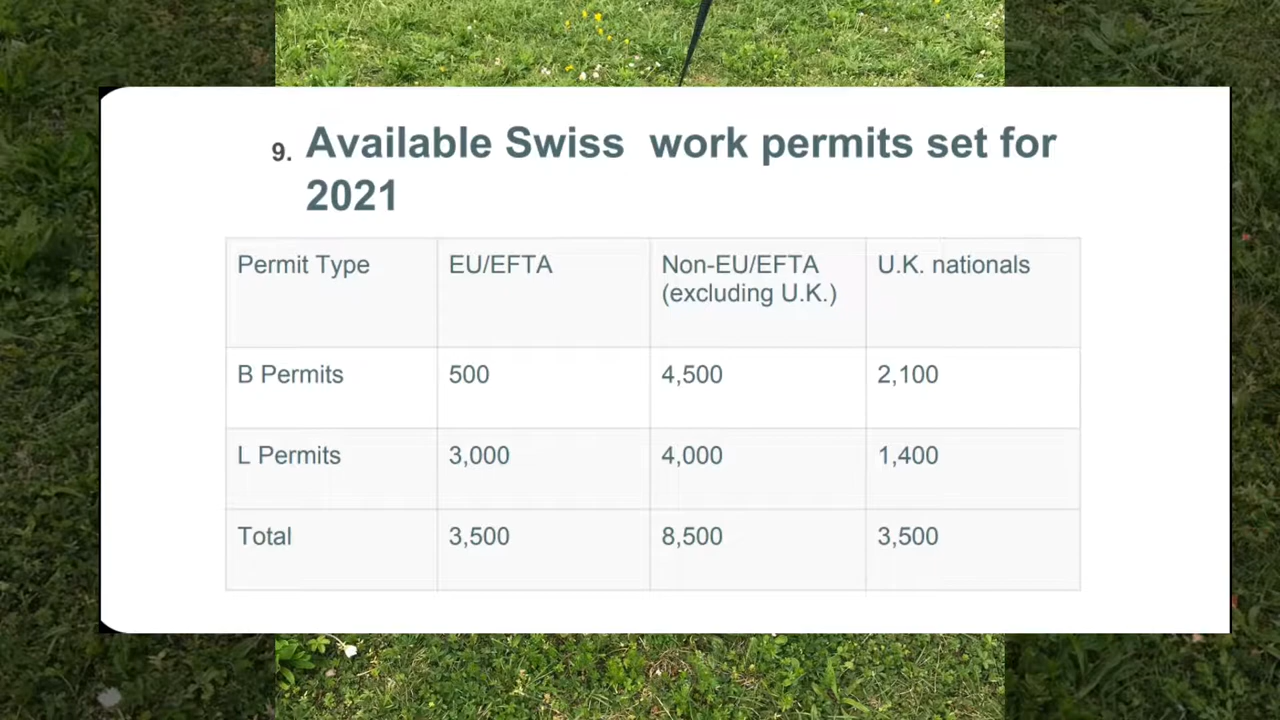 9. Available Swiss work permits set for
2021
Permit Type EU/EFTA Non-EU/EFTA U.K. nationals
(excluding U.K.)
B Permits 500 4,500 2,100
L Permits 3,000 4,000 1,400
Total 3,500 8,500 3,500